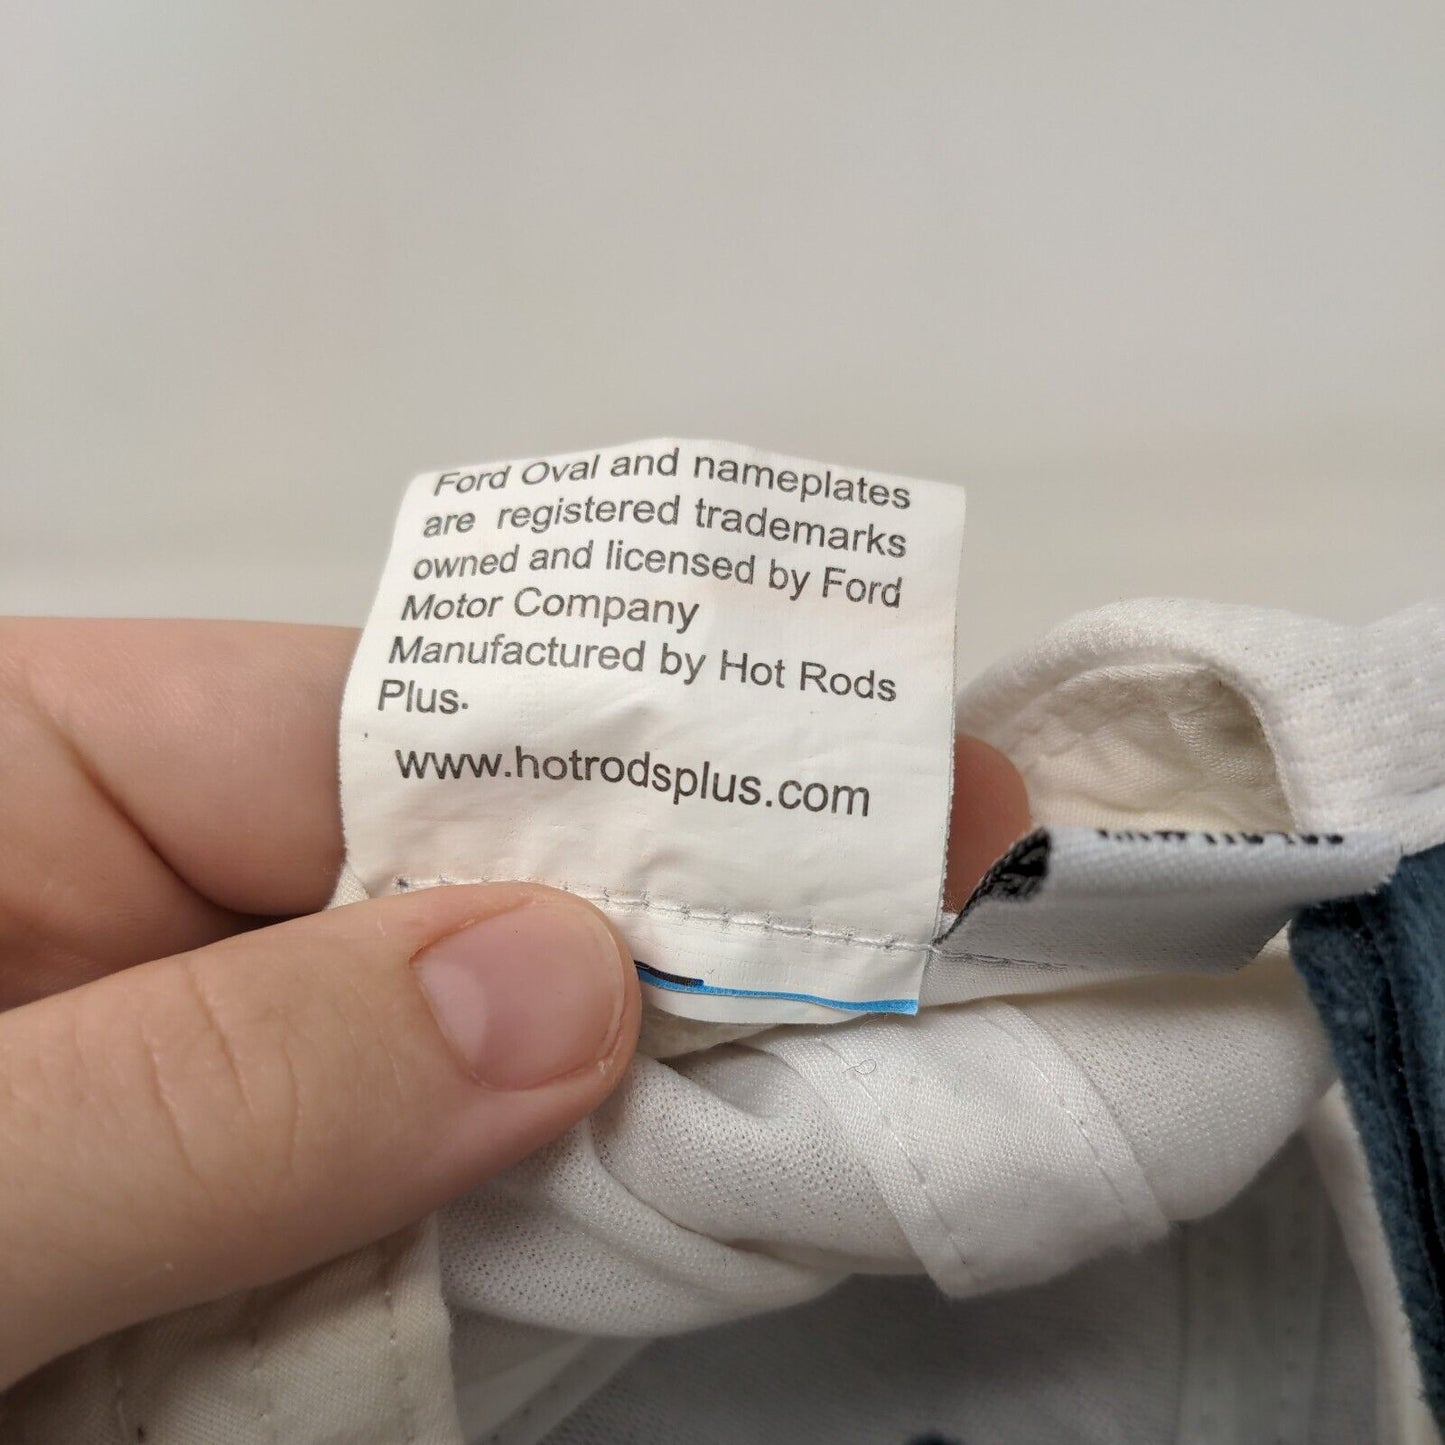 Ford Oval and nameplates
are registered trademarks
owned and licensed by Ford
Motor Company
Manufactured by Hot Rods
Plus.
www.hotrodsplus.com